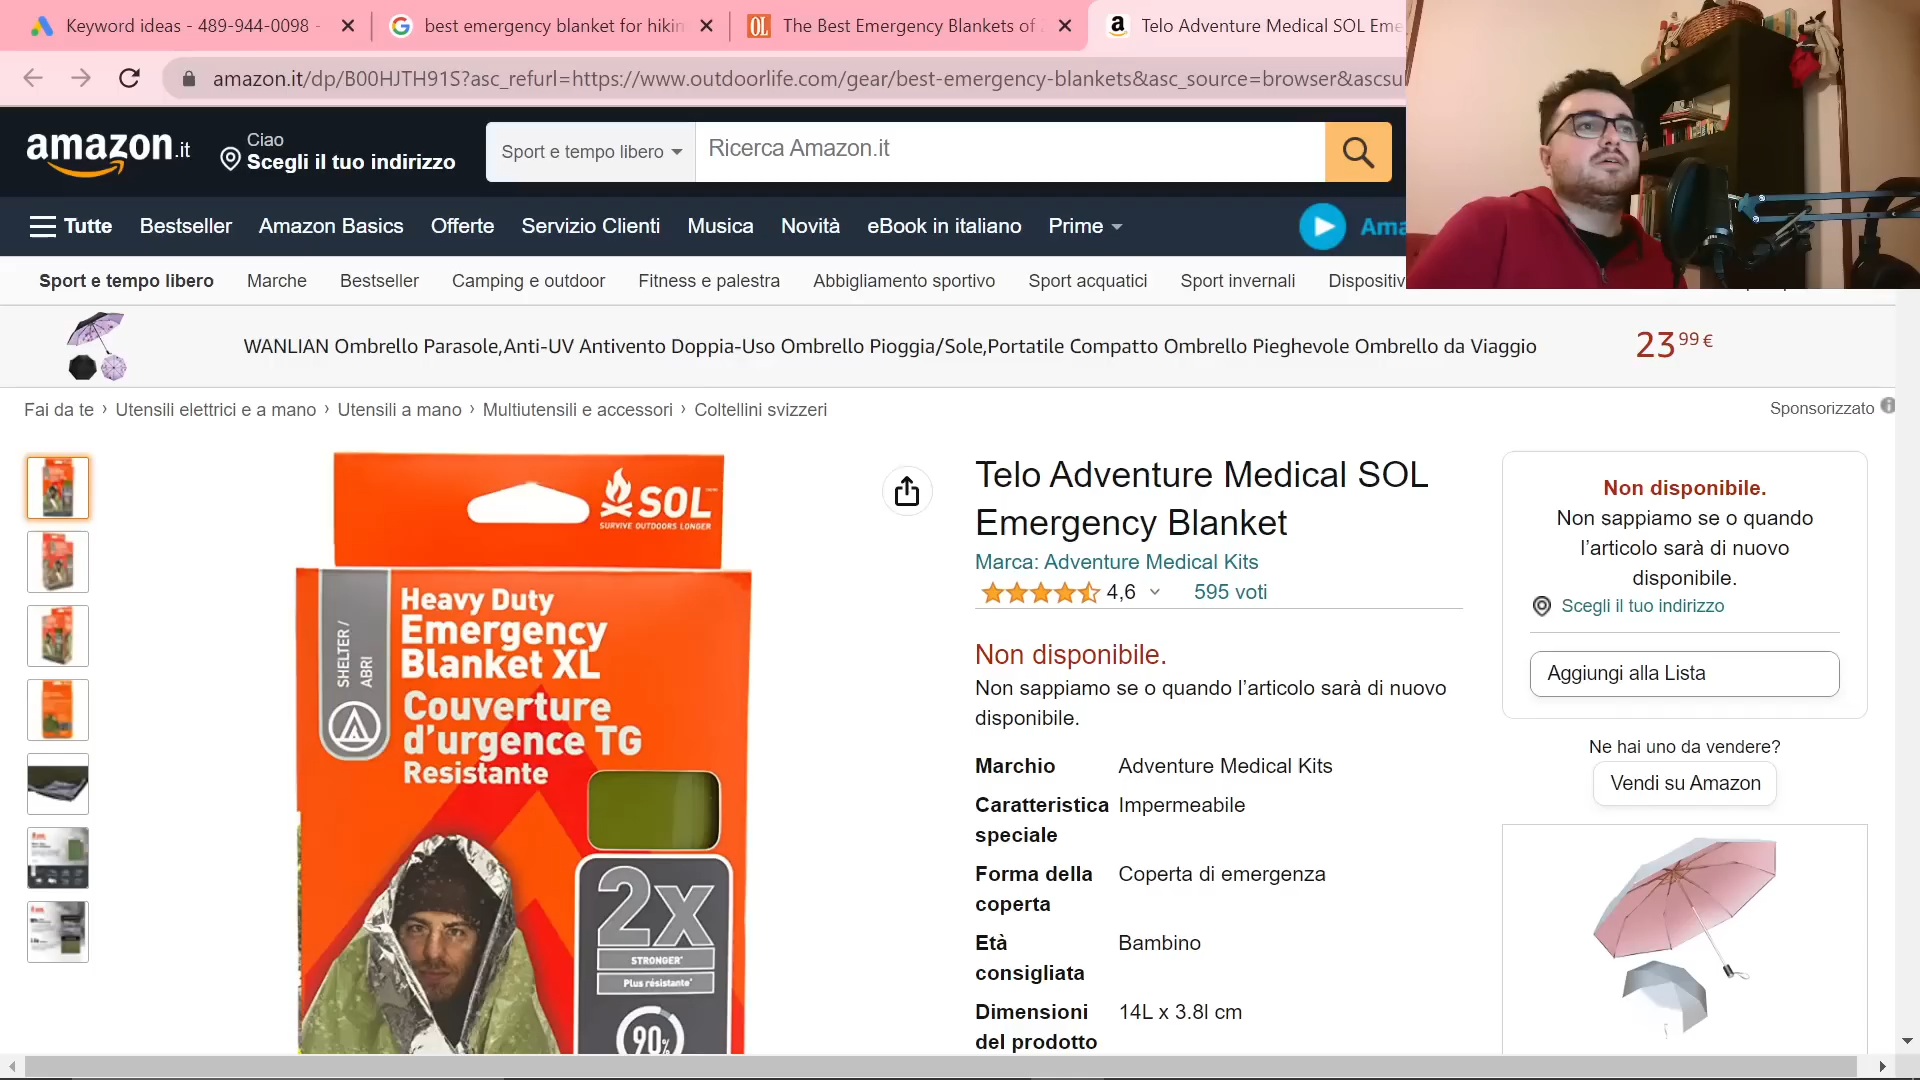 Keyword ideas - 489-944-0098 -
best emergency blanket for hikin
The Best Emergency Blankets of
Telo Adventure Medical SOL Eme
amazon.it/dp/B00HJTH91S?asc_refurl=https://www.outdoorlife.com/gear/best-emergency-blankets&asc_source=browser&ascsu
amazon.it
Ciao
Scegli il tuo indirizzo
Sport e tempo libero
Ricerca Amazon.it
Tutte
Bestseller
Amazon Basics
Offerte
Servizio Clienti
Musica
Novità
eBook in italiano
Prime
Ama
Sport e tempo libero
Marche
Bestseller
Camping e outdoor
Fitness e palestra
Abbigliamento sportivo
Sport acquatici
Sport invernali
Dispositiv
WANLIAN Ombrello Parasole,Anti-UV Antivento Doppia-Uso Ombrello Pioggia/Sole,Portatile Compatto Ombrello Pieghevole Ombrello da Viaggio
23 99 €
Fai da te › Utensili elettrici e a mano › Utensili a mano › Multiutensili e accessori › Coltellini svizzeri
Sponsorizzato
SOL
SURVIVE OUTDOORS LONGER
SHELTER /
ABRI
Heavy Duty
Emergency
Blanket XL
Couverture
d'urgence TG
Resistante
2X
STRONGER*
Plus résistante*
90%
Telo Adventure Medical SOL
Emergency Blanket
Marca: Adventure Medical Kits
4,6
595 voti
Non disponibile.
Non sappiamo se o quando l’articolo sarà di nuovo
disponibile.
Marchio
Adventure Medical Kits
Caratteristica
speciale
Impermeabile
Forma della
coperta
Coperta di emergenza
Età
consigliata
Bambino
Dimensioni
del prodotto
14L x 3.8l cm
Non disponibile.
Non sappiamo se o quando
l’articolo sarà di nuovo
disponibile.
Scegli il tuo indirizzo
Aggiungi alla Lista
Ne hai uno da vendere?
Vendi su Amazon